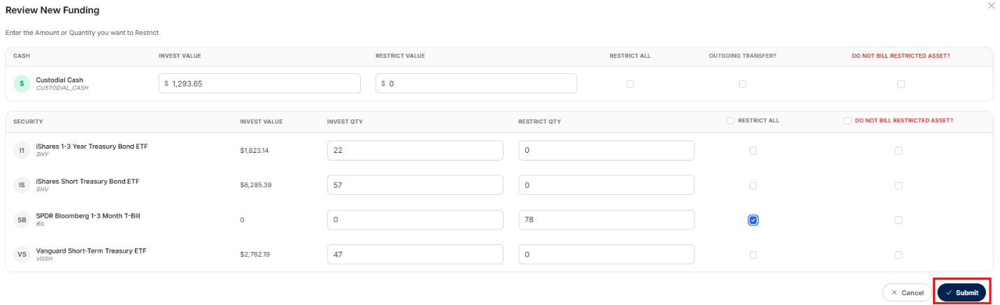 Review New Funding
Enter the Amount or Quantity you want to Restrict
CASH INVEST VALUE RESTRICT VALUE RESTRICT ALL OUTGOING TRANSFER? DO NOT BILL RESTRICTED ASSET?
$ Custodial Cash $ 1,293.65 $ 0
CUSTODIAL_CASH
SECURITY INVEST VALUE INVEST QTY RESTRICT QTY RESTRICT ALL DO NOT BILL RESTRICTED ASSET?
I1 iShares 1-3 Year Treasury Bond ETF $1,823.14 22 0
SHY
IS iShares Short Treasury Bond ETF $6,285.39 57 0
SHV
SB SPDR Bloomberg 1-3 Month T-Bill 0 0 78
BIL
VS Vanguard Short-Term Treasury ETF $2,762.19 47 0
VGSH
Cancel Submit